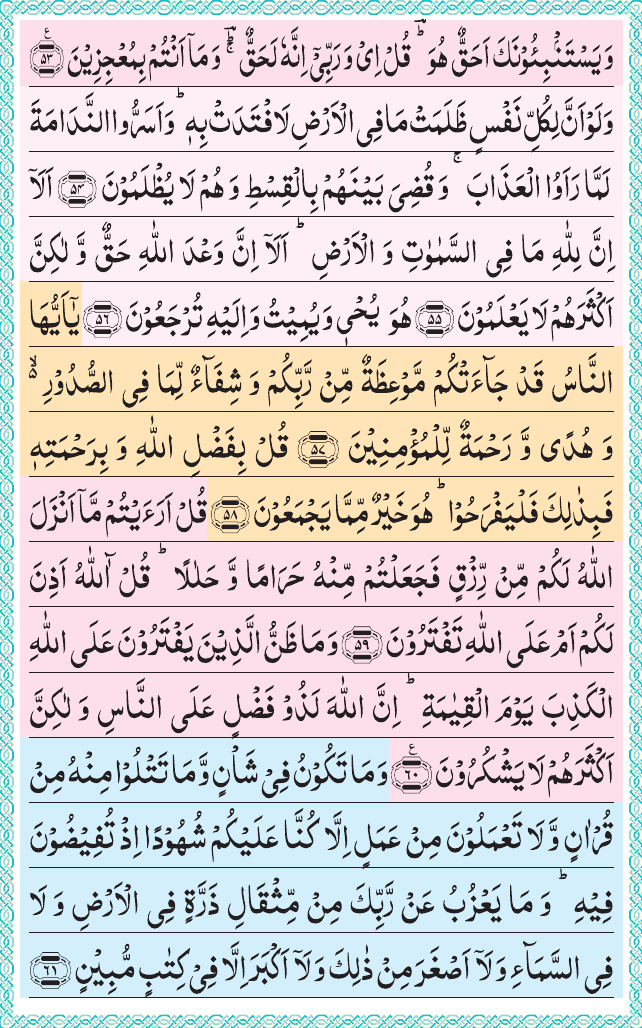 وَيَسْتَنْۢبِـُٔوْنَكَ اَحَقٌّ هُوَ ؕ قُلْ اِىْ وَرَبِّىْۤ اِنَّهٗ لَحَقٌّ ؔؕ وَمَاۤ اَنْتُمْ بِمُعْجِزِيْنَ ۝۵۳ ع
وَلَوْ اَنَّ لِكُلِّ نَفْسٍ ظَلَمَتْ مَا فِى الْاَرْضِ لَافْتَدَتْ بِهٖ ؕ وَاَسَرُّوا النَّدَامَةَ
لَمَّا رَاَوُا الْعَذَابَ ۚ وَقُضِىَ بَيْنَهُمْ بِالْقِسْطِ وَهُمْ لَا يُظْلَمُوْنَ ۝۵۴ اَلَاۤ
اِنَّ لِلّٰهِ مَا فِى السَّمٰوٰتِ وَ الْاَرْضِ ؕ اَلَاۤ اِنَّ وَعْدَ اللّٰهِ حَقٌّ وَّ لٰكِنَّ
اَكْثَرَهُمْ لَا يَعْلَمُوْنَ ۝۵۵ هُوَ يُحْىٖ وَيُمِيْتُ وَاِلَيْهِ تُرْجَعُوْنَ ۝۵۶ يٰۤاَيُّهَا
النَّاسُ قَدْ جَآءَتْكُمْ مَّوْعِظَةٌ مِّنْ رَّبِّكُمْ وَ شِفَآءٌ لِّمَا فِى الصُّدُوْرِ ۙ۬
وَ هُدًى وَّ رَحْمَةٌ لِّلْمُؤْمِنِيْنَ ۝۵۷ قُلْ بِفَضْلِ اللّٰهِ وَ بِرَحْمَتِهٖ
فَبِذٰلِكَ فَلْيَفْرَحُوْا ؕ هُوَ خَيْرٌ مِّمَّا يَجْمَعُوْنَ ۝۵۸ قُلْ اَرَءَيْتُمْ مَّاۤ اَنْزَلَ
اللّٰهُ لَكُمْ مِّنْ رِّزْقٍ فَجَعَلْتُمْ مِّنْهُ حَرَامًا وَّ حَلٰلًا ؕ قُلْ آٰللّٰهُ اَذِنَ
لَكُمْ اَمْ عَلَى اللّٰهِ تَفْتَرُوْنَ ۝۵۹ وَمَا ظَنُّ الَّذِيْنَ يَفْتَرُوْنَ عَلَى اللّٰهِ
الْكَذِبَ يَوْمَ الْقِيٰمَةِ ؕ اِنَّ اللّٰهَ لَذُوْ فَضْلٍ عَلَى النَّاسِ وَ لٰكِنَّ
اَكْثَرَهُمْ لَا يَشْكُرُوْنَ ۝۶۰ ع وَمَا تَكُوْنُ فِىْ شَاْنٍ وَّمَا تَتْلُوْا مِنْهُ مِنْ
قُرْاٰنٍ وَّلَا تَعْمَلُوْنَ مِنْ عَمَلٍ اِلَّا كُنَّا عَلَيْكُمْ شُهُوْدًا اِذْ تُفِيْضُوْنَ
فِيْهِ ؕ وَ مَا يَعْزُبُ عَنْ رَّبِّكَ مِنْ مِّثْقَالِ ذَرَّةٍ فِى الْاَرْضِ وَ لَا
فِى السَّمَآءِ وَلَاۤ اَصْغَرَ مِنْ ذٰلِكَ وَلَاۤ اَكْبَرَ اِلَّا فِىْ كِتٰبٍ مُّبِيْنٍ ۝۶۱